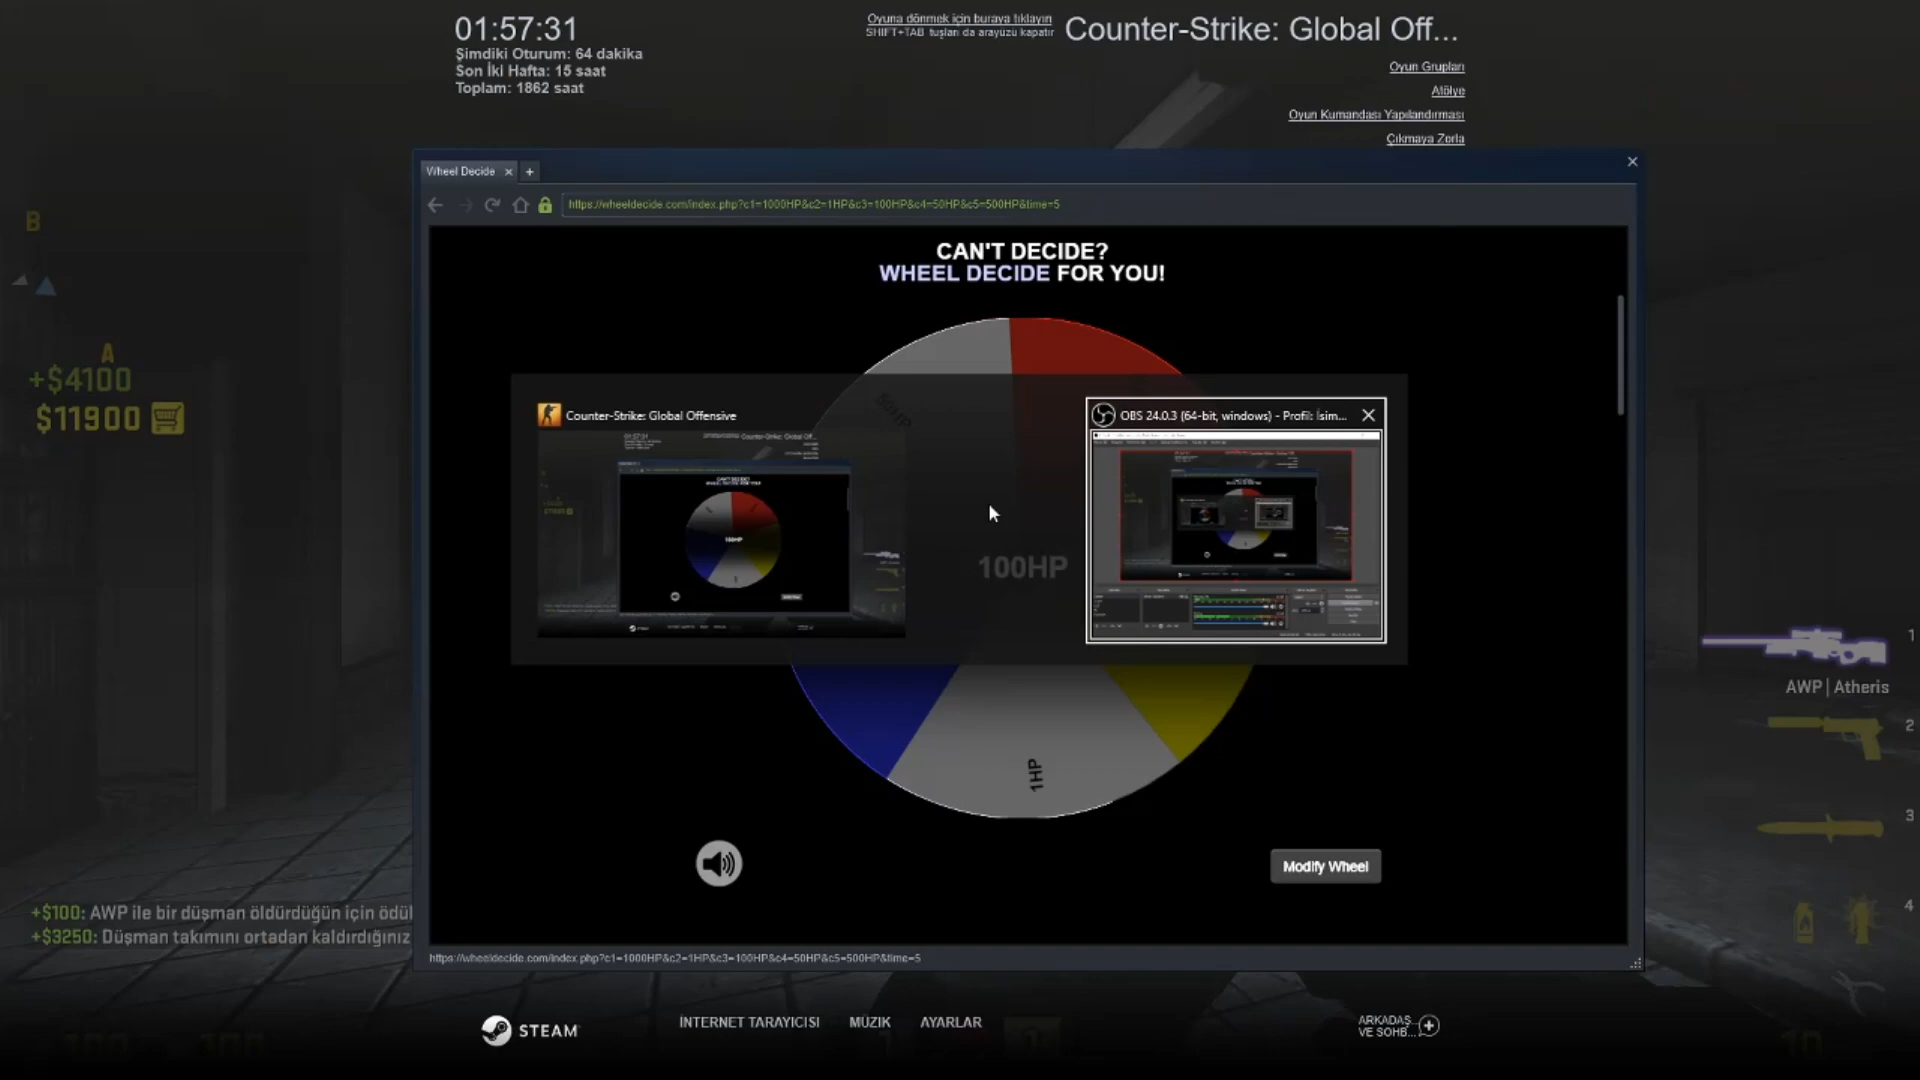 01:57:31
Şimdiki Oturum: 64 dakika
Son İki Hafta: 15 saat
Toplam: 1862 saat
Oyuna dönmek için buraya tıklayın
SHIFT+TAB tuşları da arayüzü kapatır
Counter-Strike: Global Off...
Oyun Grupları
Atölye
Oyun Kumandası Yapılandırması
Çıkmaya Zorla
Wheel Decide
https://wheeldecide.com/index.php?c1=1000HP&c2=1HP&c3=100HP&c4=50HP&c5=500HP&time=5
CAN'T DECIDE?
WHEEL DECIDE FOR YOU!
B
A
+$4100
$11900
50HP
Counter-Strike: Global Offensive
OBS 24.0.3 (64-bit, windows) - Profil: İsim...
100HP
1HP
1
AWP | Atheris
2
3
4
Modify Wheel
+$100: AWP ile bir düşman öldürdüğün için ödül
+$3250: Düşman takımını ortadan kaldırdığınız
https://wheeldecide.com/index.php?c1=1000HP&c2=1HP&c3=100HP&c4=50HP&c5=500HP&time=5
STEAM
İNTERNET TARAYICISI
MÜZİK
AYARLAR
ARKADAŞ...
VE SOHB...